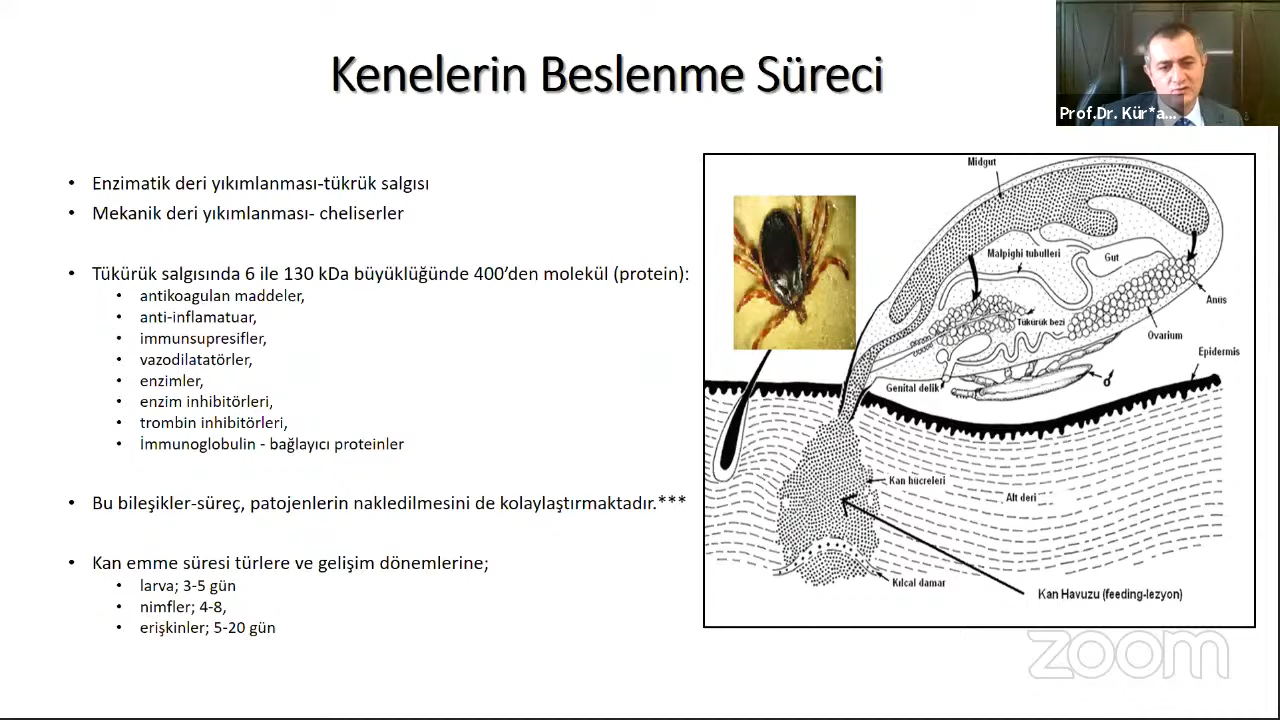 Kenelerin Beslenme Süreci
Prof.Dr. Kür*a...
• Enzimatik deri yıkımlanması-tükrük salgısı
• Mekanik deri yıkımlanması- cheliserler
• Tükürük salgısında 6 ile 130 kDa büyüklüğünde 400'den molekül (protein):
• antikoagulan maddeler,
• anti-inflamatuar,
• immunsupresifler,
• vazodilatatörler,
• enzimler,
• enzim inhibitörleri,
• trombin inhibitörleri,
• İmmunoglobulin - bağlayıcı proteinler
• Bu bileşikler-süreç, patojenlerin nakledilmesini de kolaylaştırmaktadır.***
• Kan emme süresi türlere ve gelişim dönemlerine;
• larva; 3-5 gün
• nimfler; 4-8,
• erişkinler; 5-20 gün
Midgut
Malpighi tubulleri
Gut
Anüs
Tükürük bezi
Ovarium
Epidermis
Genital delik
♂
Kan hücreleri
Alt deri
Kılcal damar
Kan Havuzu (feeding-lezyon)
zoom